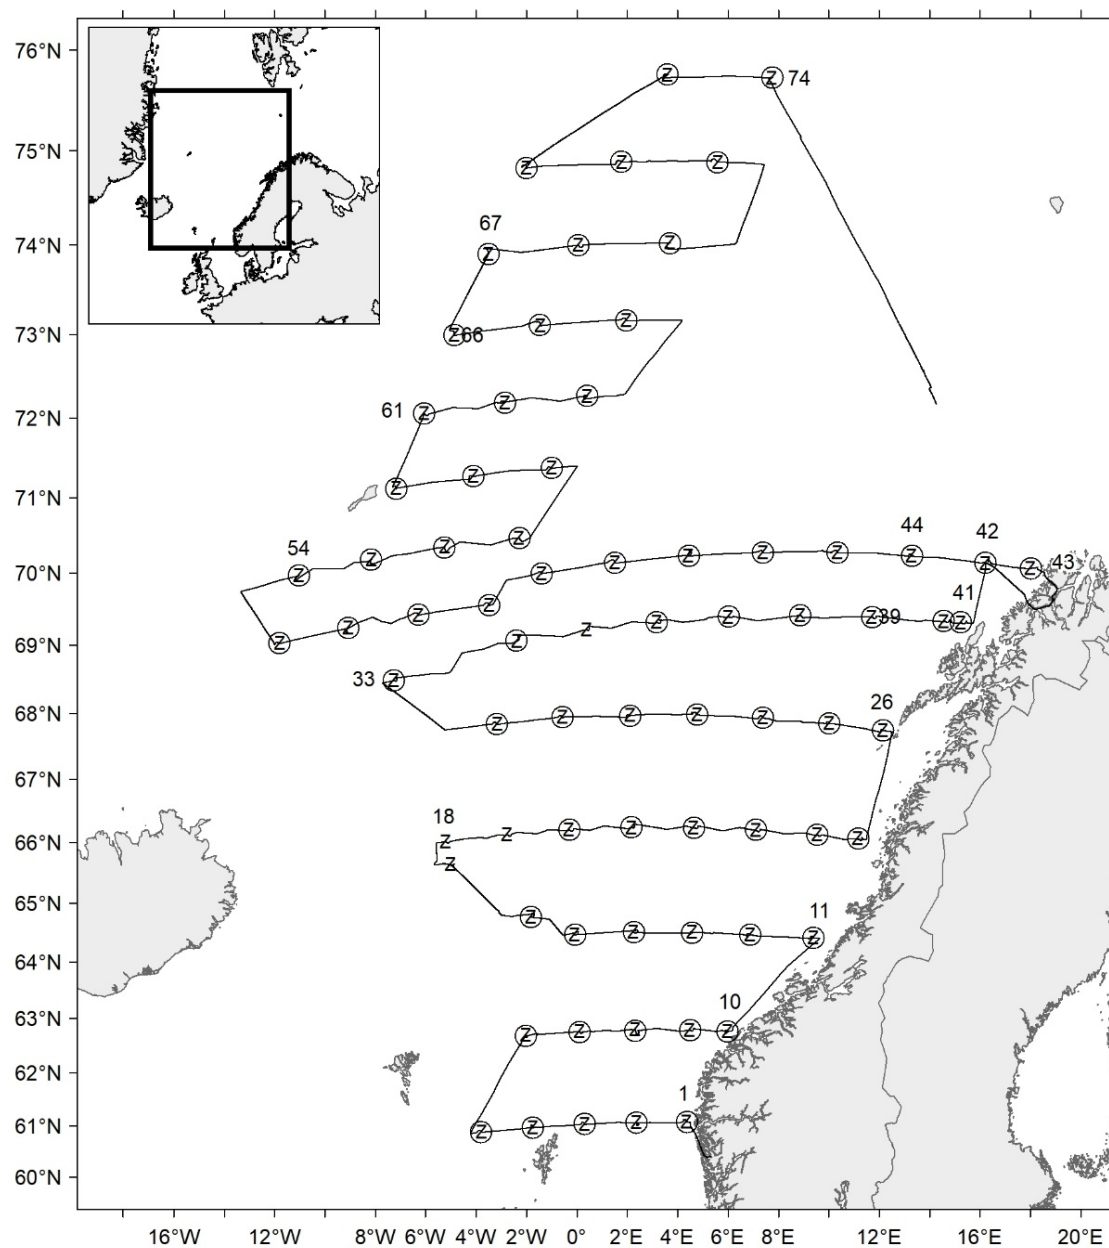 76°N
Z Z 74
75°N
Z Z Z
67
74°N
Z Z Z
73°N
Z 66 Z Z
72°N
61 Z Z Z
71°N
Z Z Z
44 42
54 Z Z Z Z
70°N
Z Z Z Z Z Z Z Z 43
41
Z Z Z Z
69°N
33 Z Z Z Z Z Z Z 39 Z Z
26
68°N
Z Z Z Z Z Z Z
67°N
18
66°N
Z Z Z Z Z Z Z Z
Z
65°N
11
Z Z Z Z Z Z
64°N
10
63°N
Z Z Z Z Z
62°N
1
61°N
Z Z Z Z Z
60°N
16°W 12°W 8°W 6°W 4°W 2°W 0° 2°E 4°E 6°E 8°E 12°E 16°E 20°E